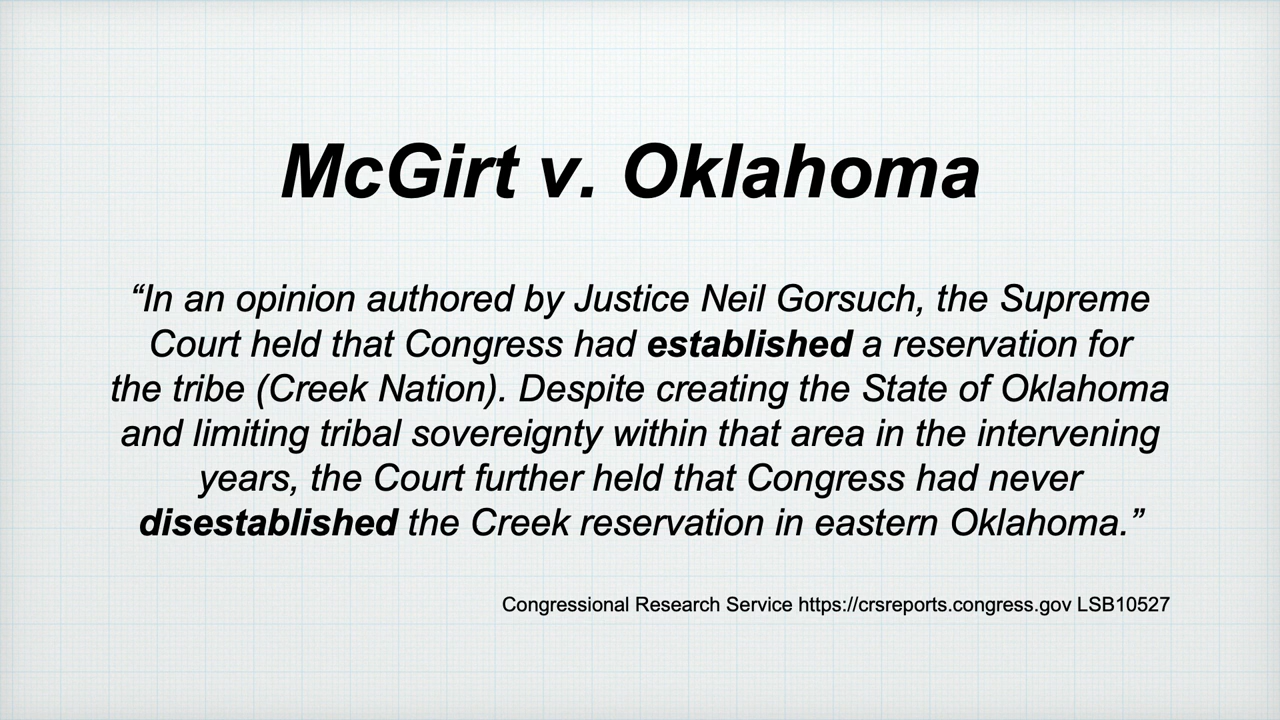 McGirt v. Oklahoma
“In an opinion authored by Justice Neil Gorsuch, the Supreme
Court held that Congress had established a reservation for
the tribe (Creek Nation). Despite creating the State of Oklahoma
and limiting tribal sovereignty within that area in the intervening
years, the Court further held that Congress had never
disestablished the Creek reservation in eastern Oklahoma.”
Congressional Research Service https://crsreports.congress.gov LSB10527